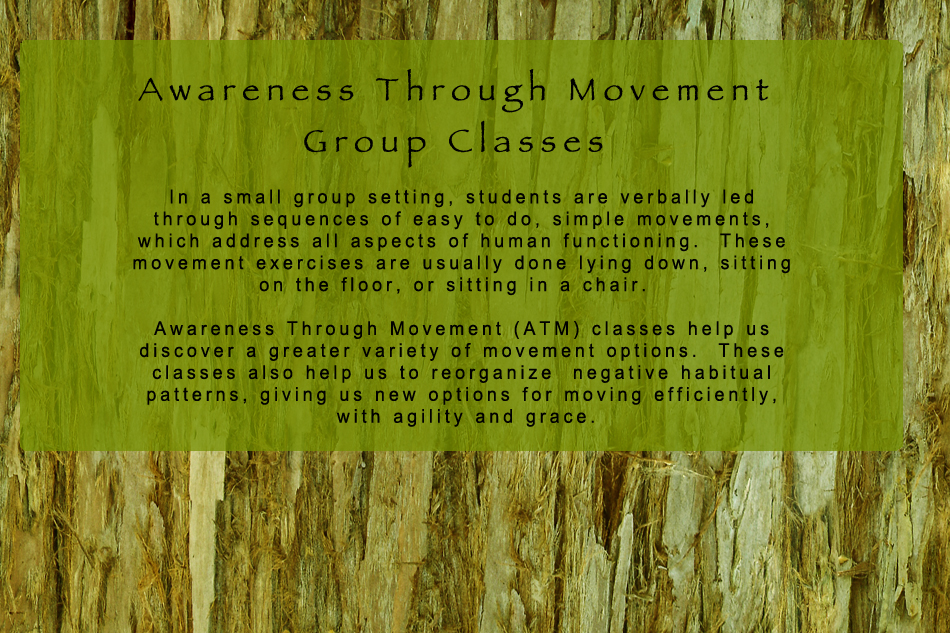 Awareness Through Movement
Group Classes
In a small group setting, students are verbally led
through sequences of easy to do, simple movements,
which address all aspects of human functioning.  These
movement exercises are usually done lying down, sitting
on the floor, or sitting in a chair.
Awareness Through Movement (ATM) classes help us
discover a greater variety of movement options.  These
classes also help us to reorganize  negative habitual
patterns, giving us new options for moving efficiently,
with agility and grace.